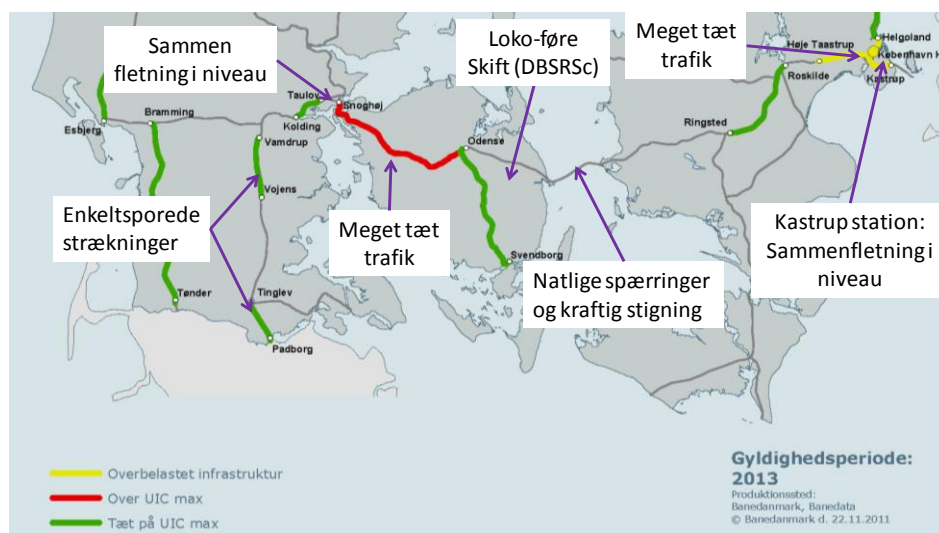 Sammen
fletning i niveau
Loko-føre
Skift (DBSRSc)
Meget tæt
trafik
Helgoland
København H
Høje Taastrup
Kastrup
Roskilde
Taulov
Snoghøj
Esbjerg
Bramming
Kolding
Ringsted
Vamdrup
Odense
Vojens
Enkeltsporede
strækninger
Meget tæt
trafik
Kastrup station:
Sammenfletning i
niveau
Svendborg
Natlige spærringer
og kraftig stigning
Tønder
Tinglev
Padborg
Overbelastet infrastruktur
Over UIC max
Tæt på UIC max
Gyldighedsperiode:
2013
Produktionssted:
Banedanmark, Banedata
© Banedanmark d. 22.11.2011